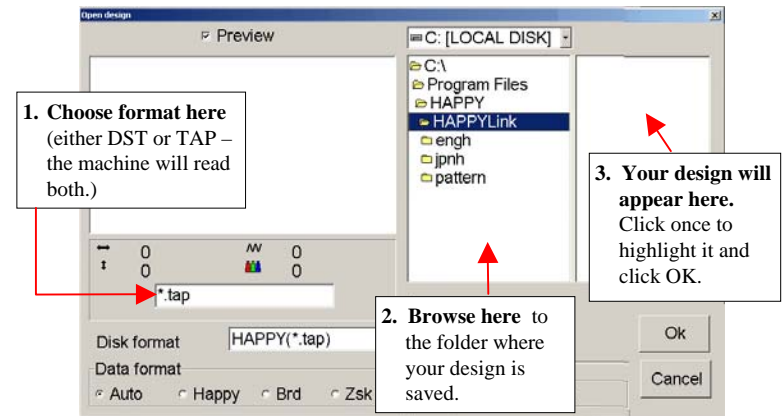 Open design
Preview
C: [LOCAL DISK]
C:\
Program Files
HAPPY
HAPPYLink
engh
jpnh
pattern
1. Choose format here
(either DST or TAP –
the machine will read
both.)
3. Your design will
appear here.
Click once to
highlight it and
click OK.
0
0
0
0
*.tap
2. Browse here to
the folder where
your design is
saved.
Disk format
HAPPY(*.tap)
Ok
Data format
Auto
Happy
Brd
Zsk
Cancel